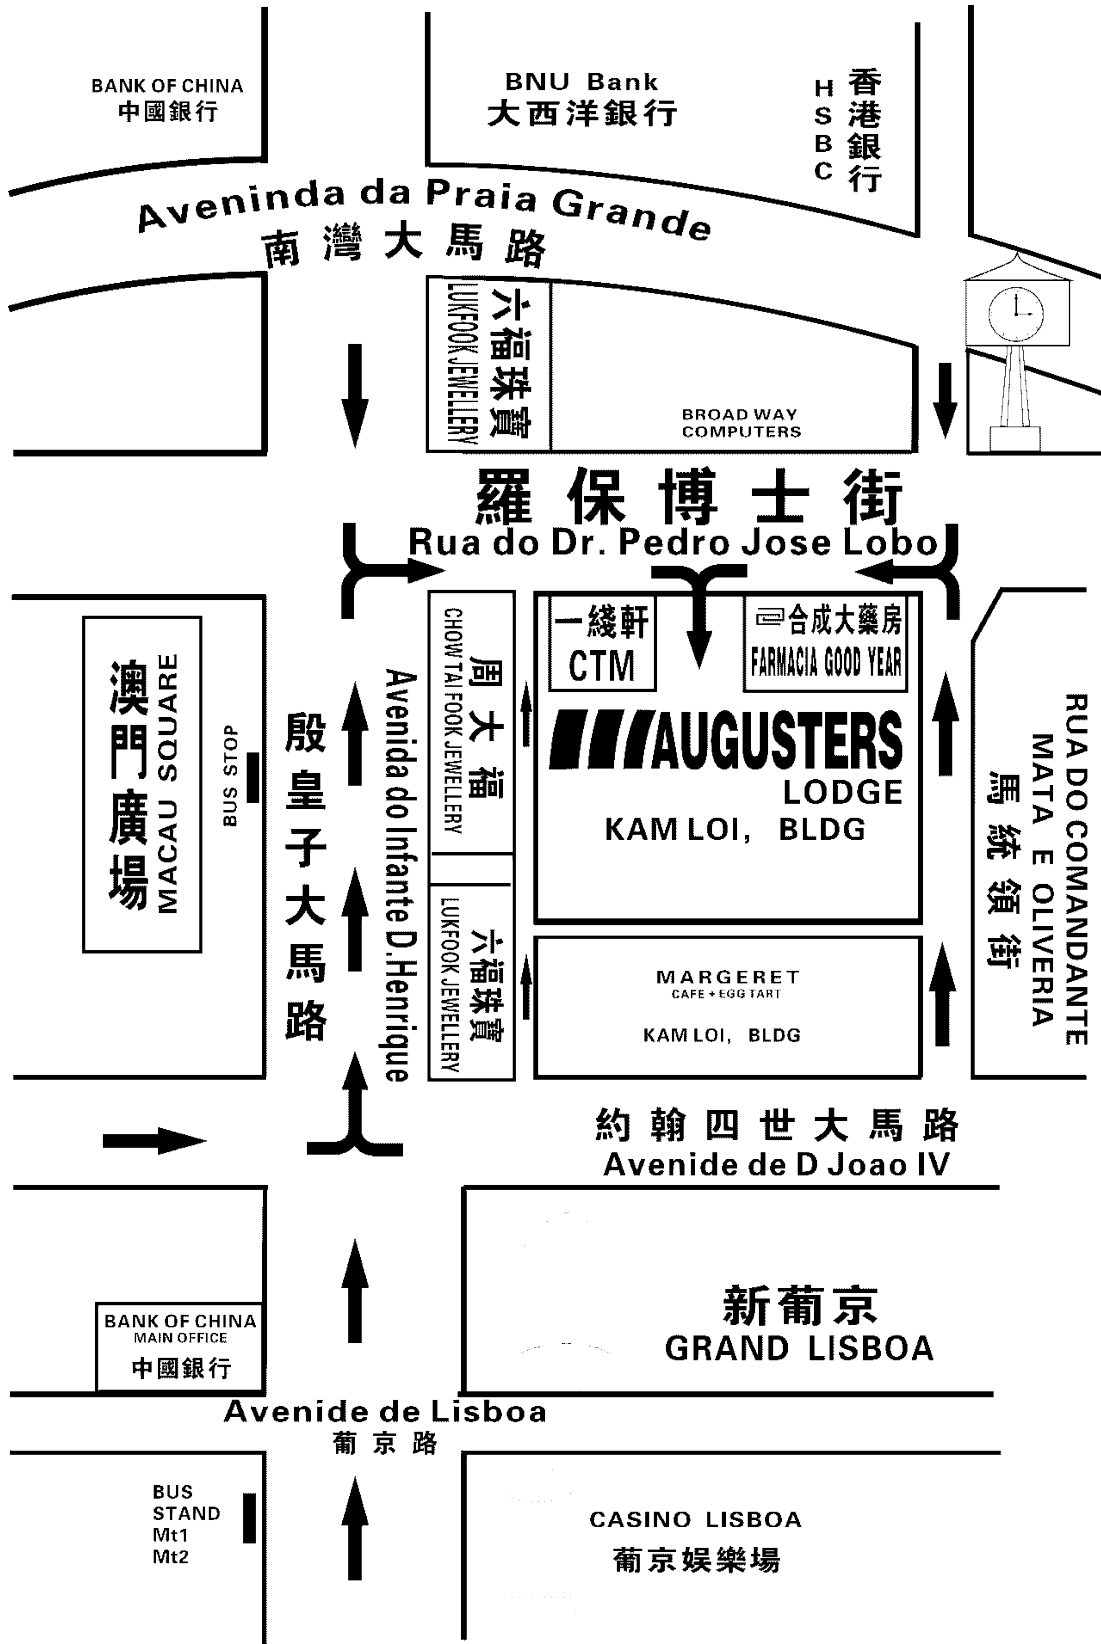 BANK OF CHINA
中國銀行
BNU Bank
大西洋銀行
HSBC
香港銀行
Aveninda da Praia Grande
南灣大馬路
六福珠寶
LUKFOOK JEWELLERY
BROAD WAY
COMPUTERS
羅保博士街
Rua do Dr. Pedro Jose Lobo
澳門廣場
MACAU SQUARE
BUS STOP
殷皇子大馬路
Avenida do Infante D.Henrique
周大福
CHOW TAI FOOK JEWELLERY
六福珠寶
LUKFOOK JEWELLERY
一綫軒
CTM
合成大藥房
FARMACIA GOOD YEAR
AUGUSTERS
LODGE
KAM LOI, BLDG
MARGERET
CAFE + EGG TART
KAM LOI, BLDG
RUA DO COMANDANTE
MATA E OLIVERIA
馬統領街
約翰四世大馬路
Avenide de D Joao IV
BANK OF CHINA
MAIN OFFICE
中國銀行
新葡京
GRAND LISBOA
Avenide de Lisboa
葡京路
BUS
STAND
Mt1
Mt2
CASINO LISBOA
葡京娱樂場